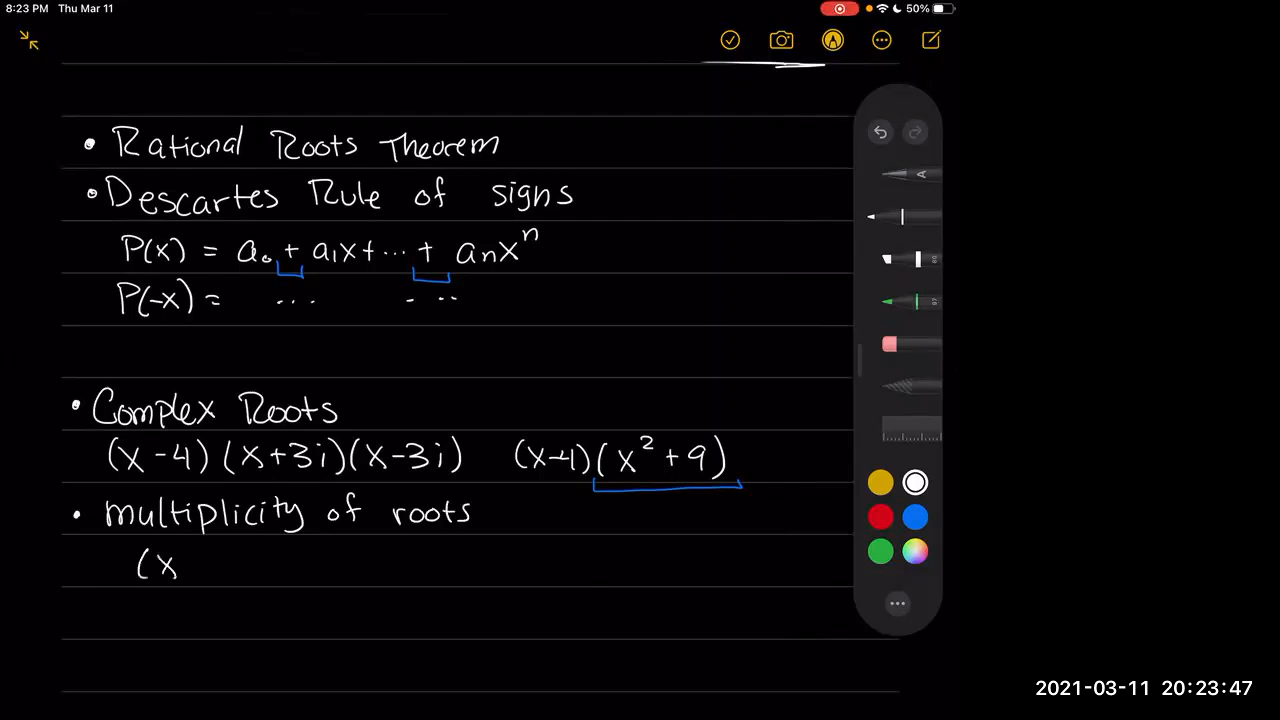 8:23 PM Thu Mar 11 50%
• Rational Roots Theorem
• Descartes Rule of signs
P(x) = a₀ + a₁x + ... + aₙxⁿ
P(-x) = ... ...
• Complex Roots
(x-4)(x+3i)(x-3i) (x-4)(x²+9)
• multiplicity of roots
(x
2021-03-11 20:23:47